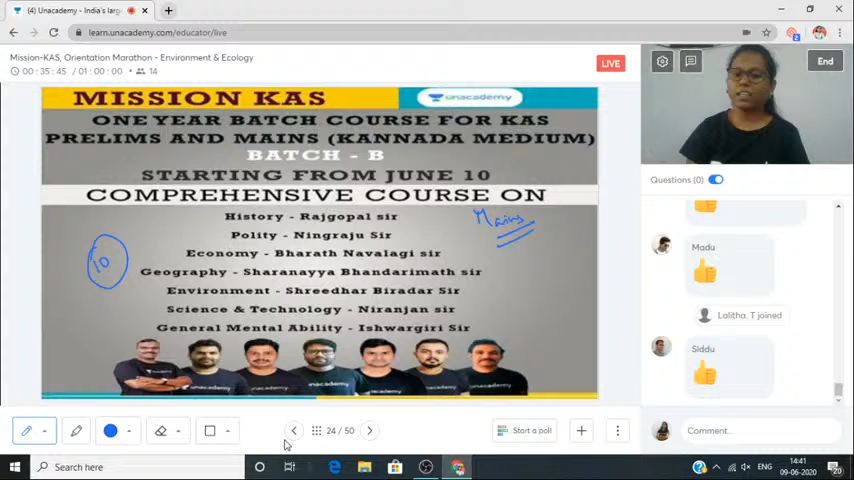 (4) Unacademy - India's larg
learn.unacademy.com/educator/live
Mission-KAS, Orientation Marathon - Environment & Ecology
00 : 35 : 45 / 01 : 00 : 00 • 14
LIVE
End
MISSION KAS
unacademy
ONE YEAR BATCH COURSE FOR KAS
PRELIMS AND MAINS (KANNADA MEDIUM)
BATCH - B
STARTING FROM JUNE 10
COMPREHENSIVE COURSE ON
History - Rajgopal sir
Mains
Polity - Ningraju Sir
Economy - Bharath Navalagi sir
10
Geography - Sharanayya Bhandarimath sir
Environment - Shreedhar Biradar Sir
Science & Technology - Niranjan sir
General Mental Ability - Ishwargiri Sir
Questions (0)
Madu
Lalitha, T joined
Siddu
24 / 50
Start a poll
Comment...
Search here
ENG
14:41
09-06-2020
20